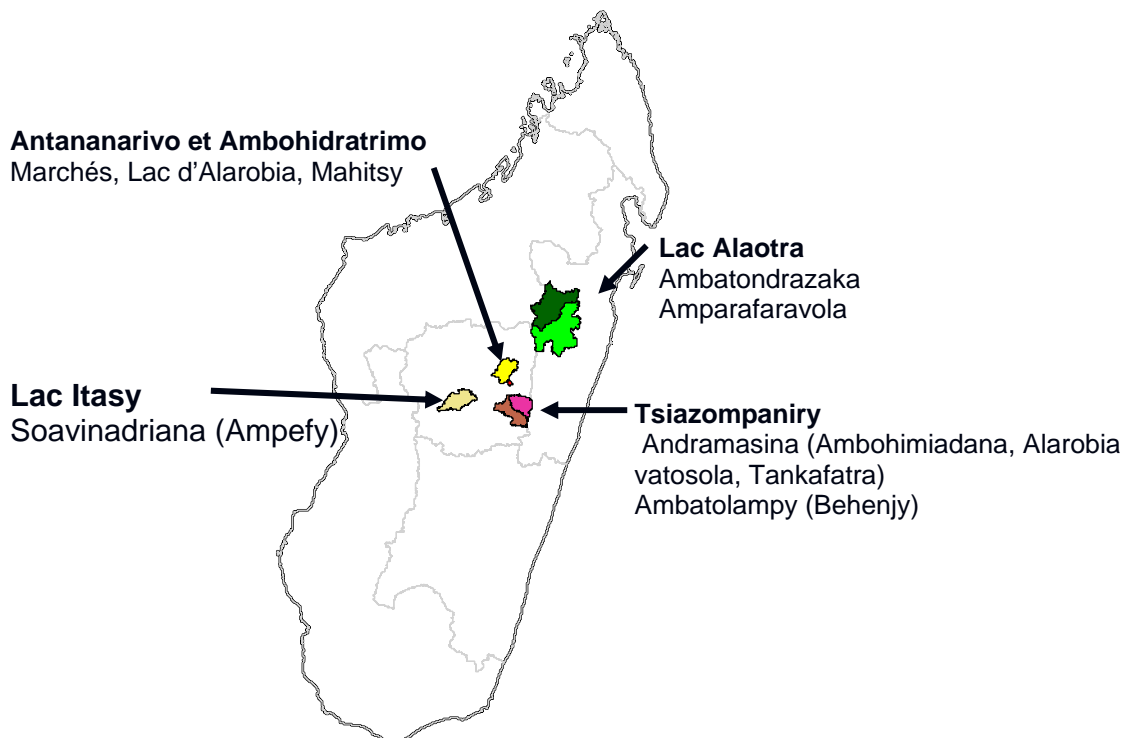 Antananarivo et Ambohidratrimo
Marchés, Lac d’Alarobia, Mahitsy
Lac Alaotra
Ambatondrazaka
Amparafaravola
Lac Itasy
Soavinadriana (Ampefy)
Tsiazompaniry
Andramasina (Ambohimiadana, Alarobia
vatosola, Tankafatra)
Ambatolampy (Behenjy)